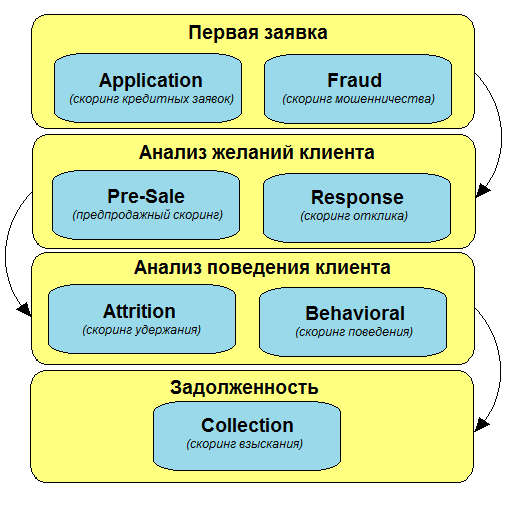 Первая заявка
Application
(скоринг кредитных заявок)
Fraud
(скоринг мошенничества)
Анализ желаний клиента
Pre-Sale
(предпродажный скоринг)
Response
(скоринг отклика)
Анализ поведения клиента
Attrition
(скоринг удержания)
Behavioral
(скоринг поведения)
Задолженность
Collection
(скоринг взыскания)